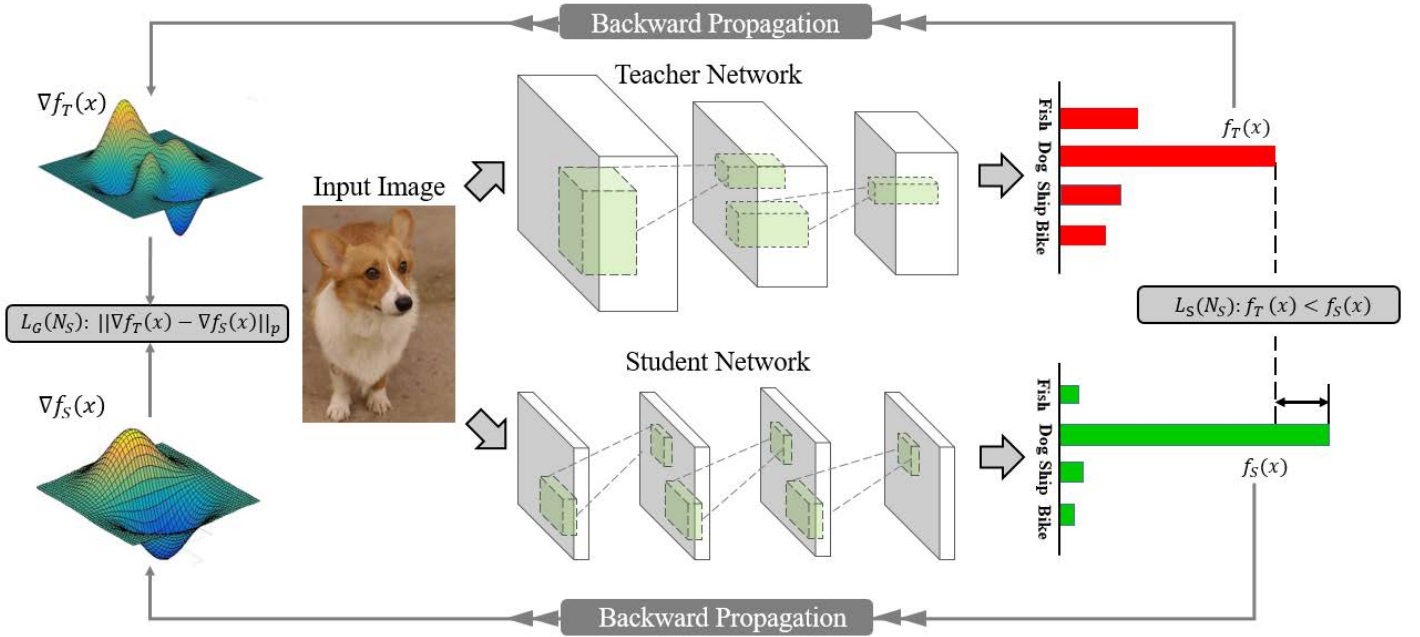 Backward Propagation
Teacher Network
∇f_T(x)
Input Image
Fish
Dog
Ship
Bike
f_T(x)
L_G(N_S): ||∇f_T(x) − ∇f_S(x)||_p
L_S(N_S): f_T(x) < f_S(x)
Student Network
∇f_S(x)
Fish
Dog
Ship
Bike
f_S(x)
Backward Propagation